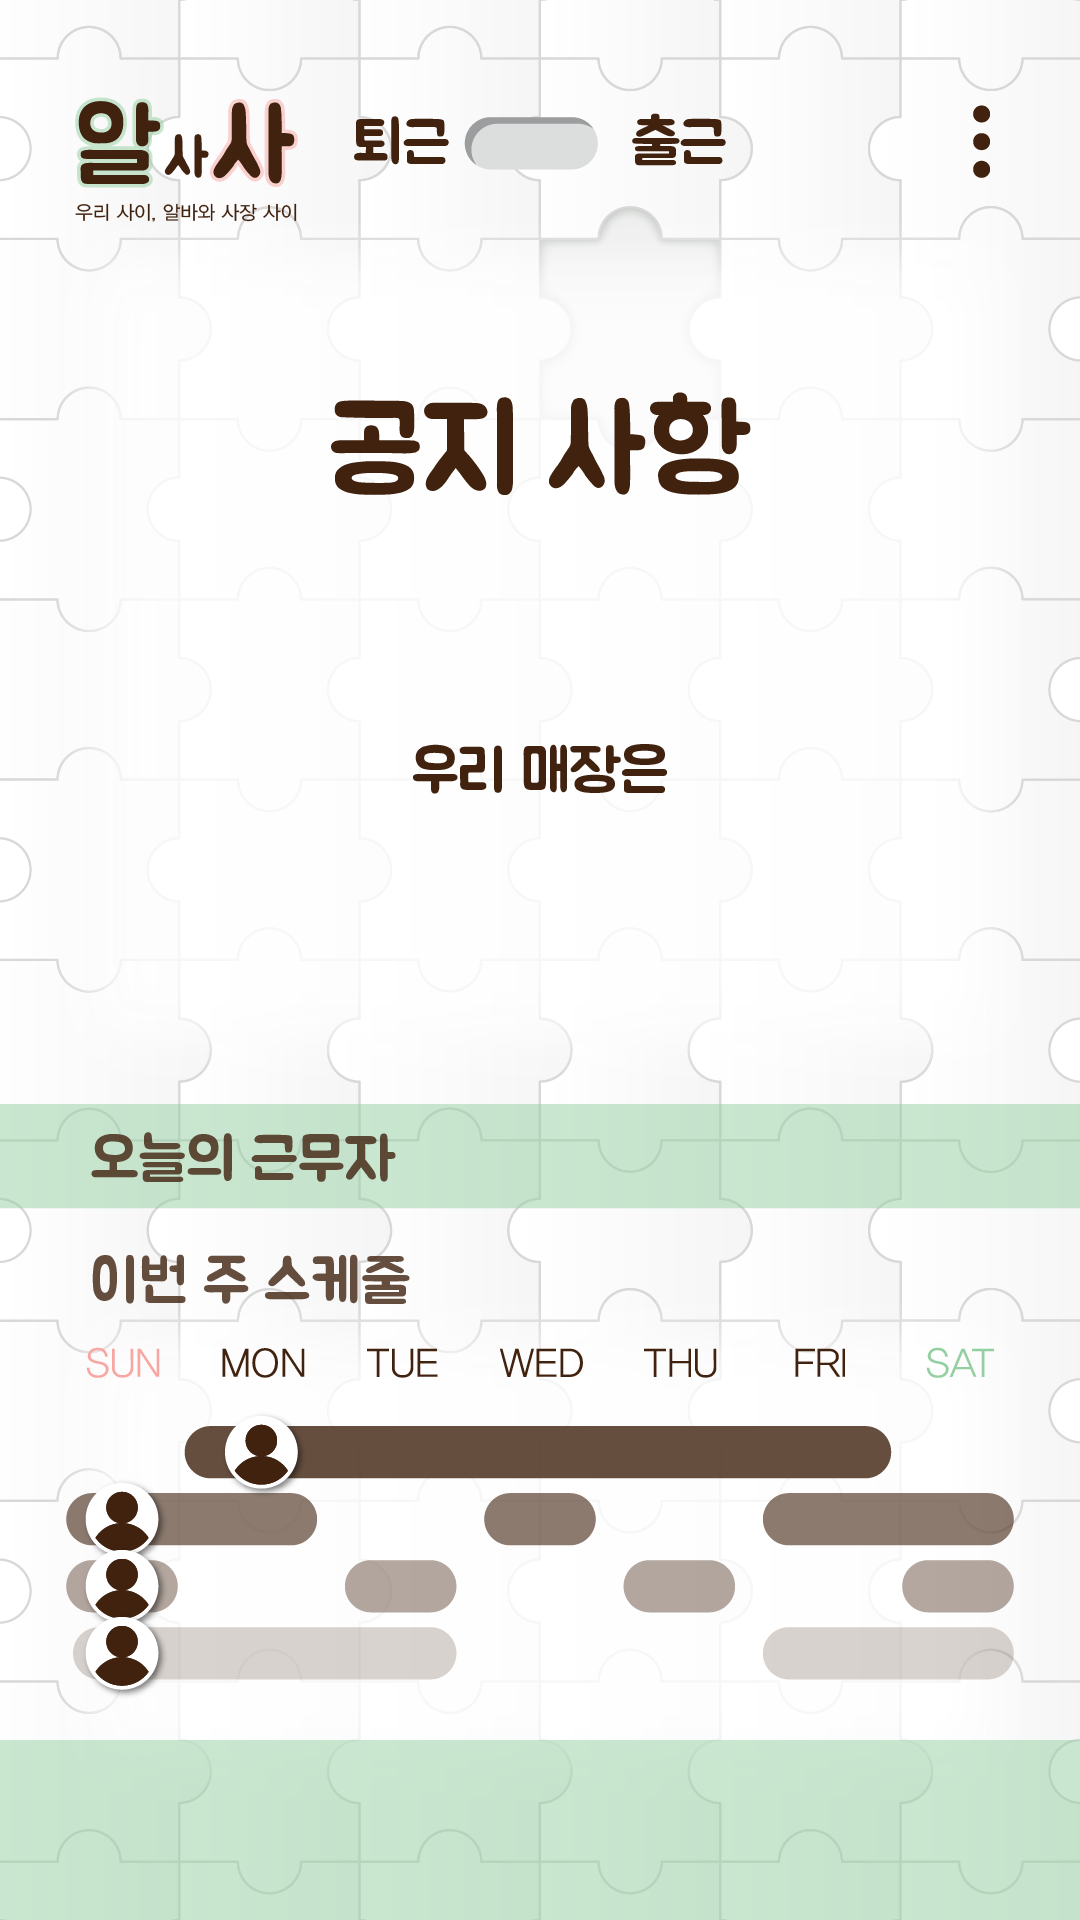 알사사 퇴근 출근
우리 사이, 알바와 사장 사이
공지 사항
우리 매장은
오늘의 근무자
이번 주 스케줄
SUN MON TUE WED THU FRI SAT